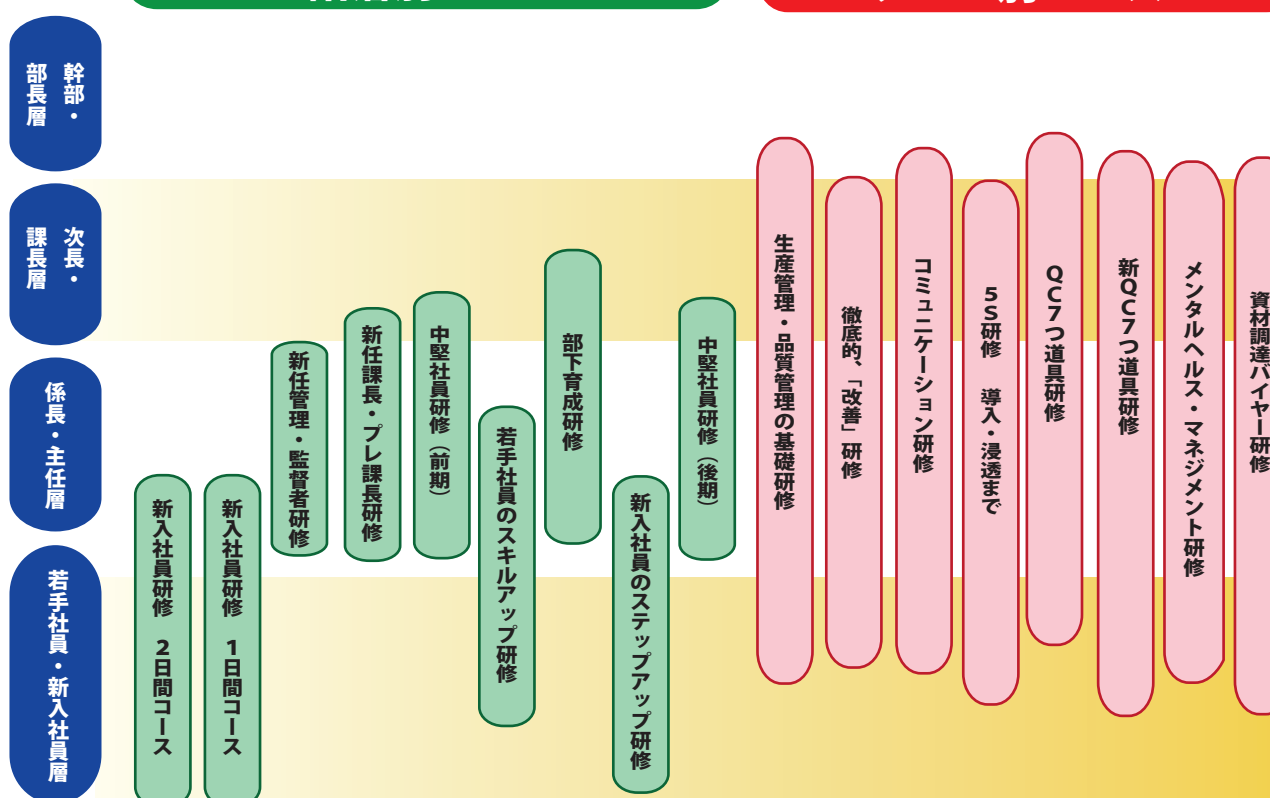 幹部・
部長層
次長・
課長層
係長・主任層
若手社員・新入社員層
新入社員研修　2日間コース
新入社員研修　1日間コース
新任管理・監督者研修
新任課長・プレ課長研修
中堅社員研修（前期）
若手社員のスキルアップ研修
部下育成研修
新入社員のステップアップ研修
中堅社員研修（後期）
別
生産管理・品質管理の基礎研修
徹底的、「改善」研修
コミュニケーション研修
5S研修　導入・浸透まで
QC7つ道具研修
新QC7つ道具研修
メンタルヘルス・マネジメント研修
資材調達バイヤー研修